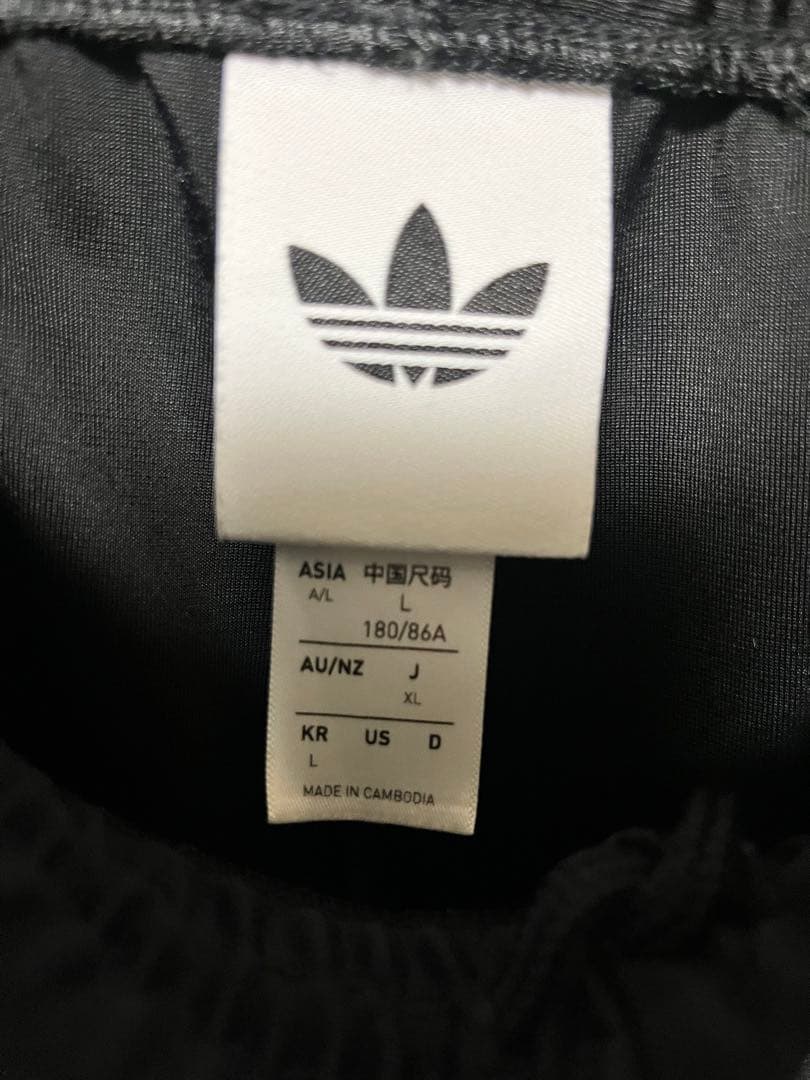 ASIA 中国尺码
A/L L
180/86A
AU/NZ J
XL
KR US D
L
MADE IN CAMBODIA